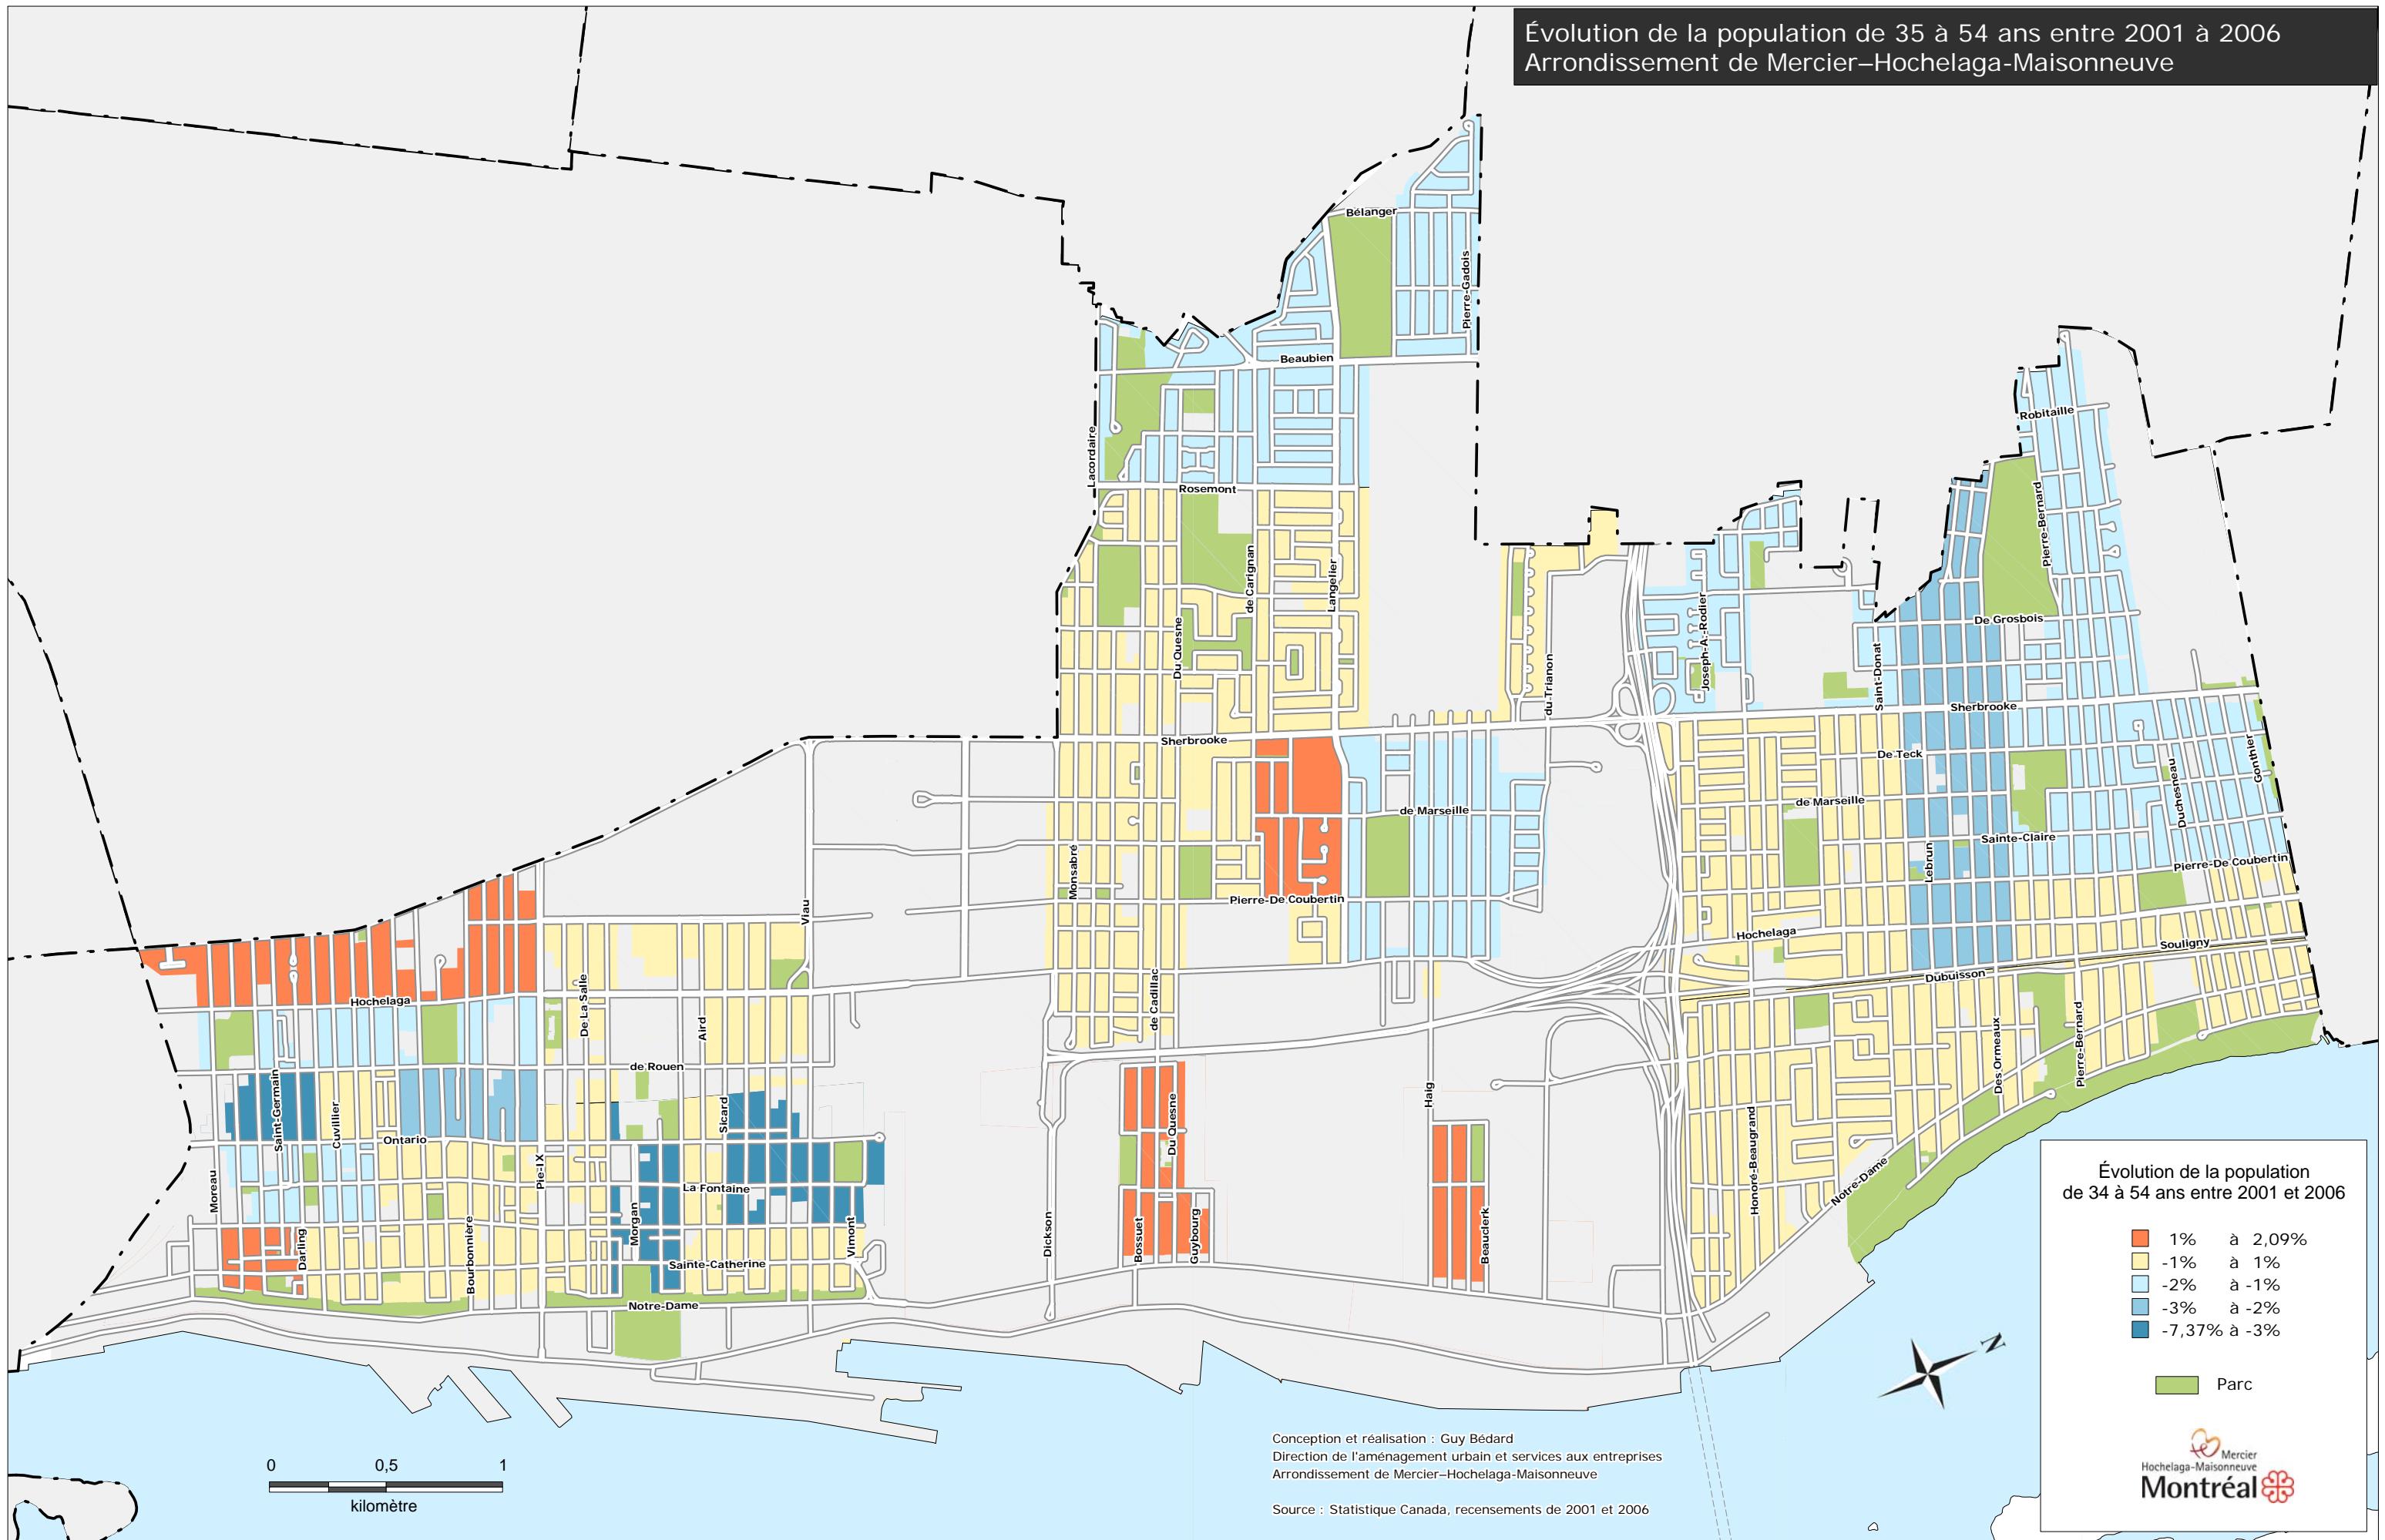 Évolution de la population de 35 à 54 ans entre 2001 à 2006
Arrondissement de Mercier–Hochelaga-Maisonneuve
Bélanger
Pierre-Gadois
Beaubien
Lacordaire
Rosemont
de Carignan
Langelier
Du Quesne
Sherbrooke
du Trianon
Joseph-A.-Rodier
Saint-Donat
Robitaille
Pierre-Bernard
De Grosbois
Sherbrooke
De Teck
de Marseille
de Marseille
Duchesneau
Gonthier
Sainte-Claire
Lebrun
Pierre-De Coubertin
Monsabré
Pierre-De Coubertin
Viau
Hochelaga
Souligny
Dubuisson
Hochelaga
De La Salle
Aird
de Cadillac
de Rouen
Saint-Germain
Cuvillier
Ontario
Sicard
Pie-IX
La Fontaine
Moreau
Darling
Bourbonnière
Morgan
Vimont
Sainte-Catherine
Notre-Dame
Dickson
Bossuet
Du Quesne
Guybourg
Haig
Beauclerk
Honoré-Beaugrand
Des Ormeaux
Pierre-Bernard
Notre-Dame
Évolution de la population
de 34 à 54 ans entre 2001 et 2006
1% à 2,09%
-1% à 1%
-2% à -1%
-3% à -2%
-7,37% à -3%
Parc
Mercier
Hochelaga-Maisonneuve
Montréal
N
0 0,5 1
kilomètre
Conception et réalisation : Guy Bédard
Direction de l'aménagement urbain et services aux entreprises
Arrondissement de Mercier–Hochelaga-Maisonneuve
Source : Statistique Canada, recensements de 2001 et 2006